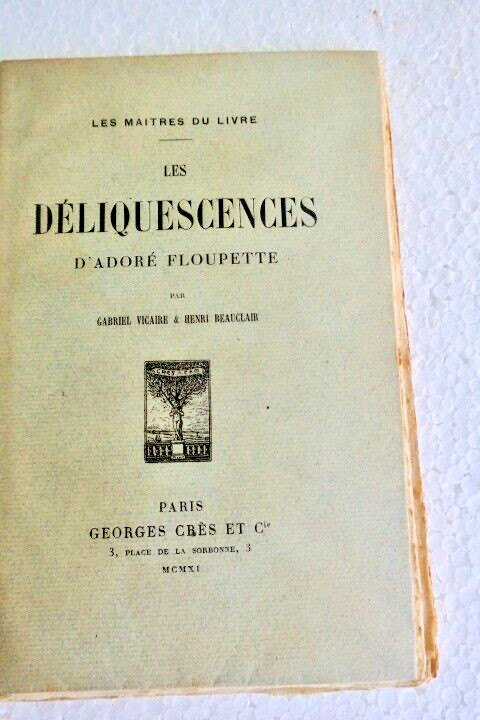 LES MAITRES DU LIVRE
LES
DÉLIQUESCENCES
D'ADORÉ FLOUPETTE
PAR
GABRIEL VICAIRE & HENRI BEAUCLAIR
PARIS
GEORGES CRÈS ET Cie
3, PLACE DE LA SORBONNE, 3
MCMXI